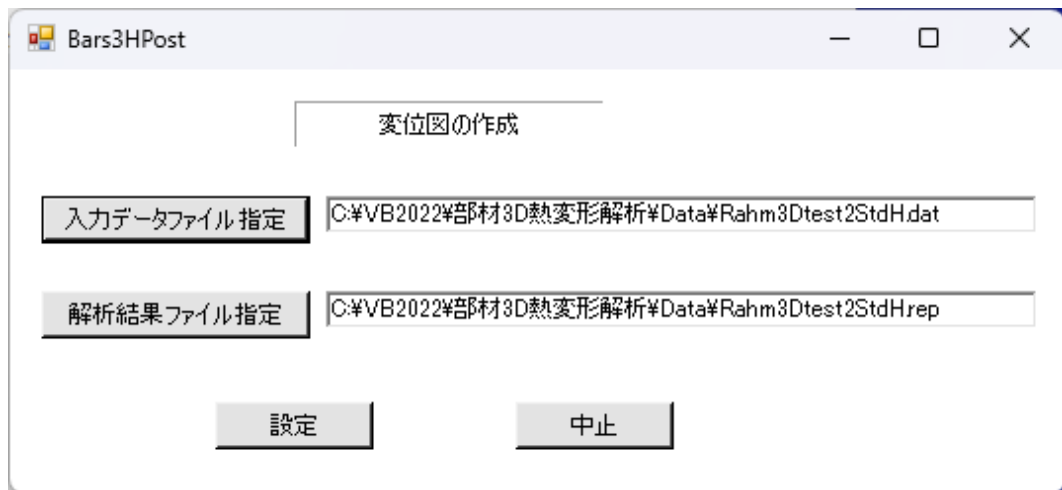 Bars3HPost
変位図の作成
入力データファイル指定 C:¥VB2022¥部材3D熱変形解析¥Data¥Rahm3Dtest2StdH.dat
解析結果ファイル指定 C:¥VB2022¥部材3D熱変形解析¥Data¥Rahm3Dtest2StdH.rep
設定 中止